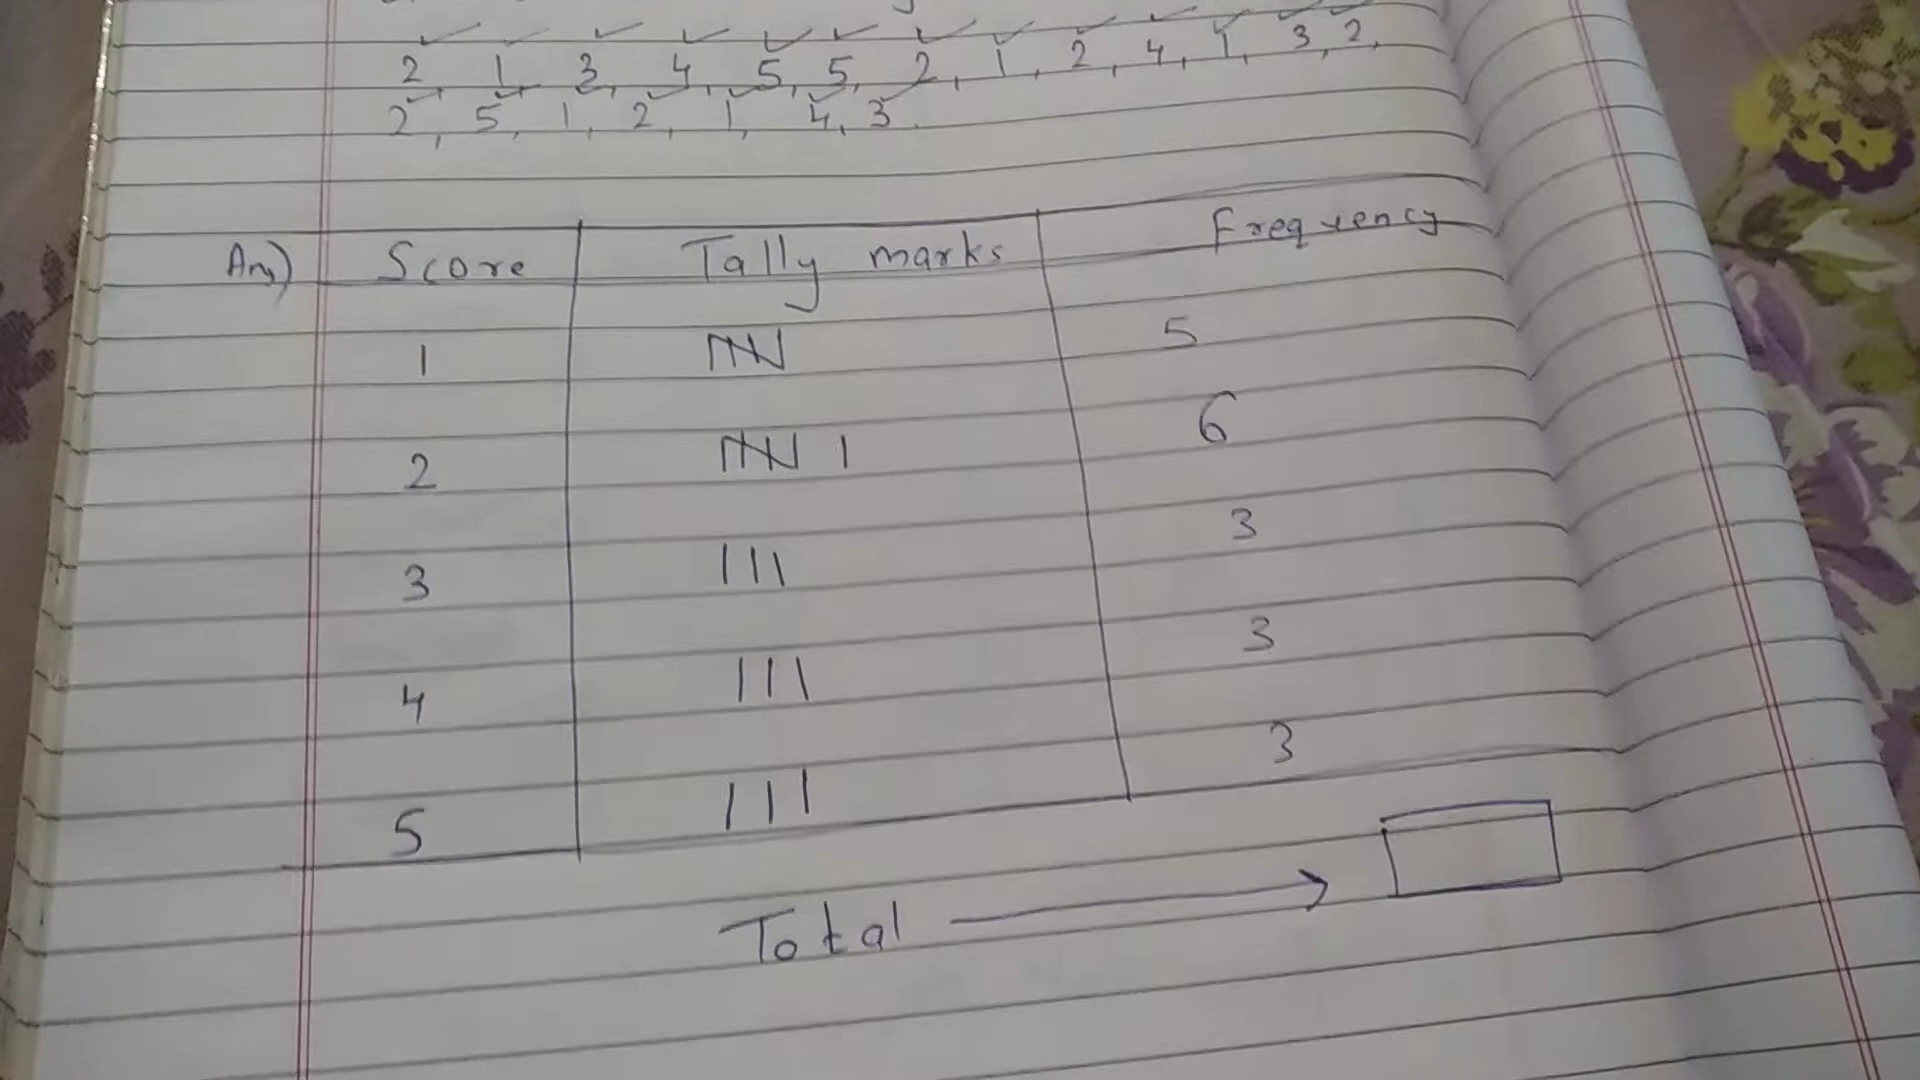 2 1 3, 4, 5, 5, 2, 1, 2, 4, 1, 3, 2,
2, 5, 1, 2, 1, 4, 3.
Ans) Score Tally marks Frequency
1 𝍸 5
2 𝍸 | 6
3 ||| 3
4 ||| 3
5 ||| 3
Total →